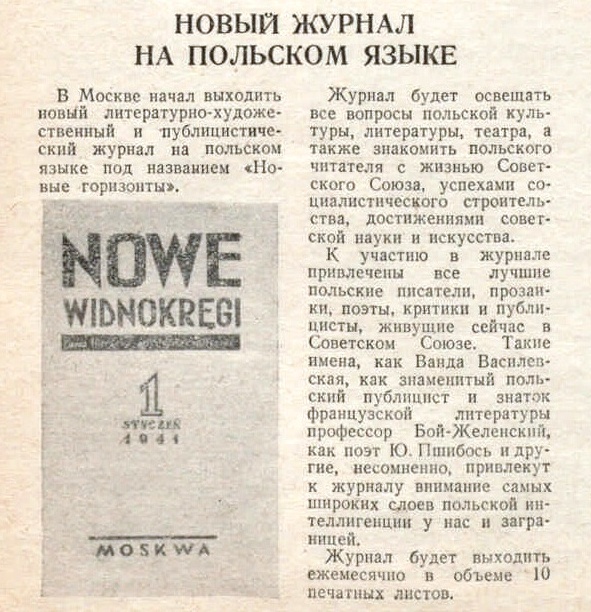 НОВЫЙ ЖУРНАЛ
НА ПОЛЬСКОМ ЯЗЫКЕ
В Москве начал выходить
новый литературно-художе-
ственный и публицистиче-
ский журнал на польском
языке под названием «Но-
вые горизонты».
NOWE
WIDNOKRĘGI
1
STYCZEŃ
1941
MOSKWA
Журнал будет освещать
все вопросы польской куль-
туры, литературы, театра, а
также знакомить польского
читателя с жизнью Совет-
ского Союза, успехами со-
циалистического строитель-
ства, достижениями совет-
ской науки и искусства.
К участию в журнале
привлечены все лучшие
польские писатели, прозаи-
ки, поэты, критики и публи-
цисты, живущие сейчас в
Советском Союзе. Такие
имена, как Ванда Василев-
ская, как знаменитый поль-
ский публицист и знаток
французской литературы
профессор Бой-Желенский,
как поэт Ю. Пшибось и дру-
гие, несомненно, привлекут
к журналу внимание самых
широких слоев польской ин-
теллигенции у нас и загра-
ницей.
Журнал будет выходить
ежемесячно в объеме 10
печатных листов.